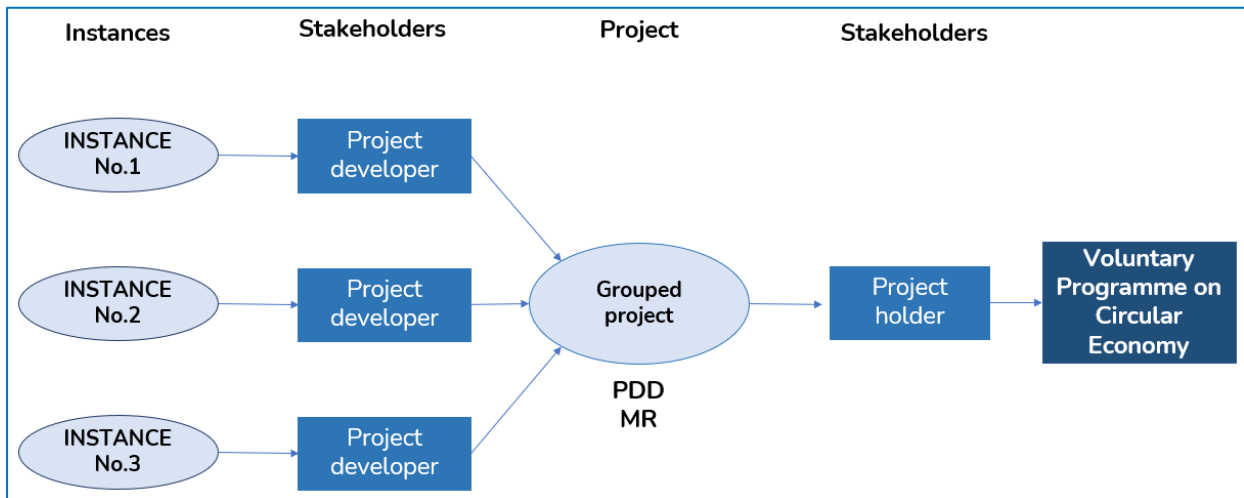 Instances
Stakeholders
Project
Stakeholders
INSTANCE
No.1
Project
developer
INSTANCE
No.2
Project
developer
Grouped
project
Project
holder
Voluntary
Programme on
Circular
Economy
PDD
MR
INSTANCE
No.3
Project
developer